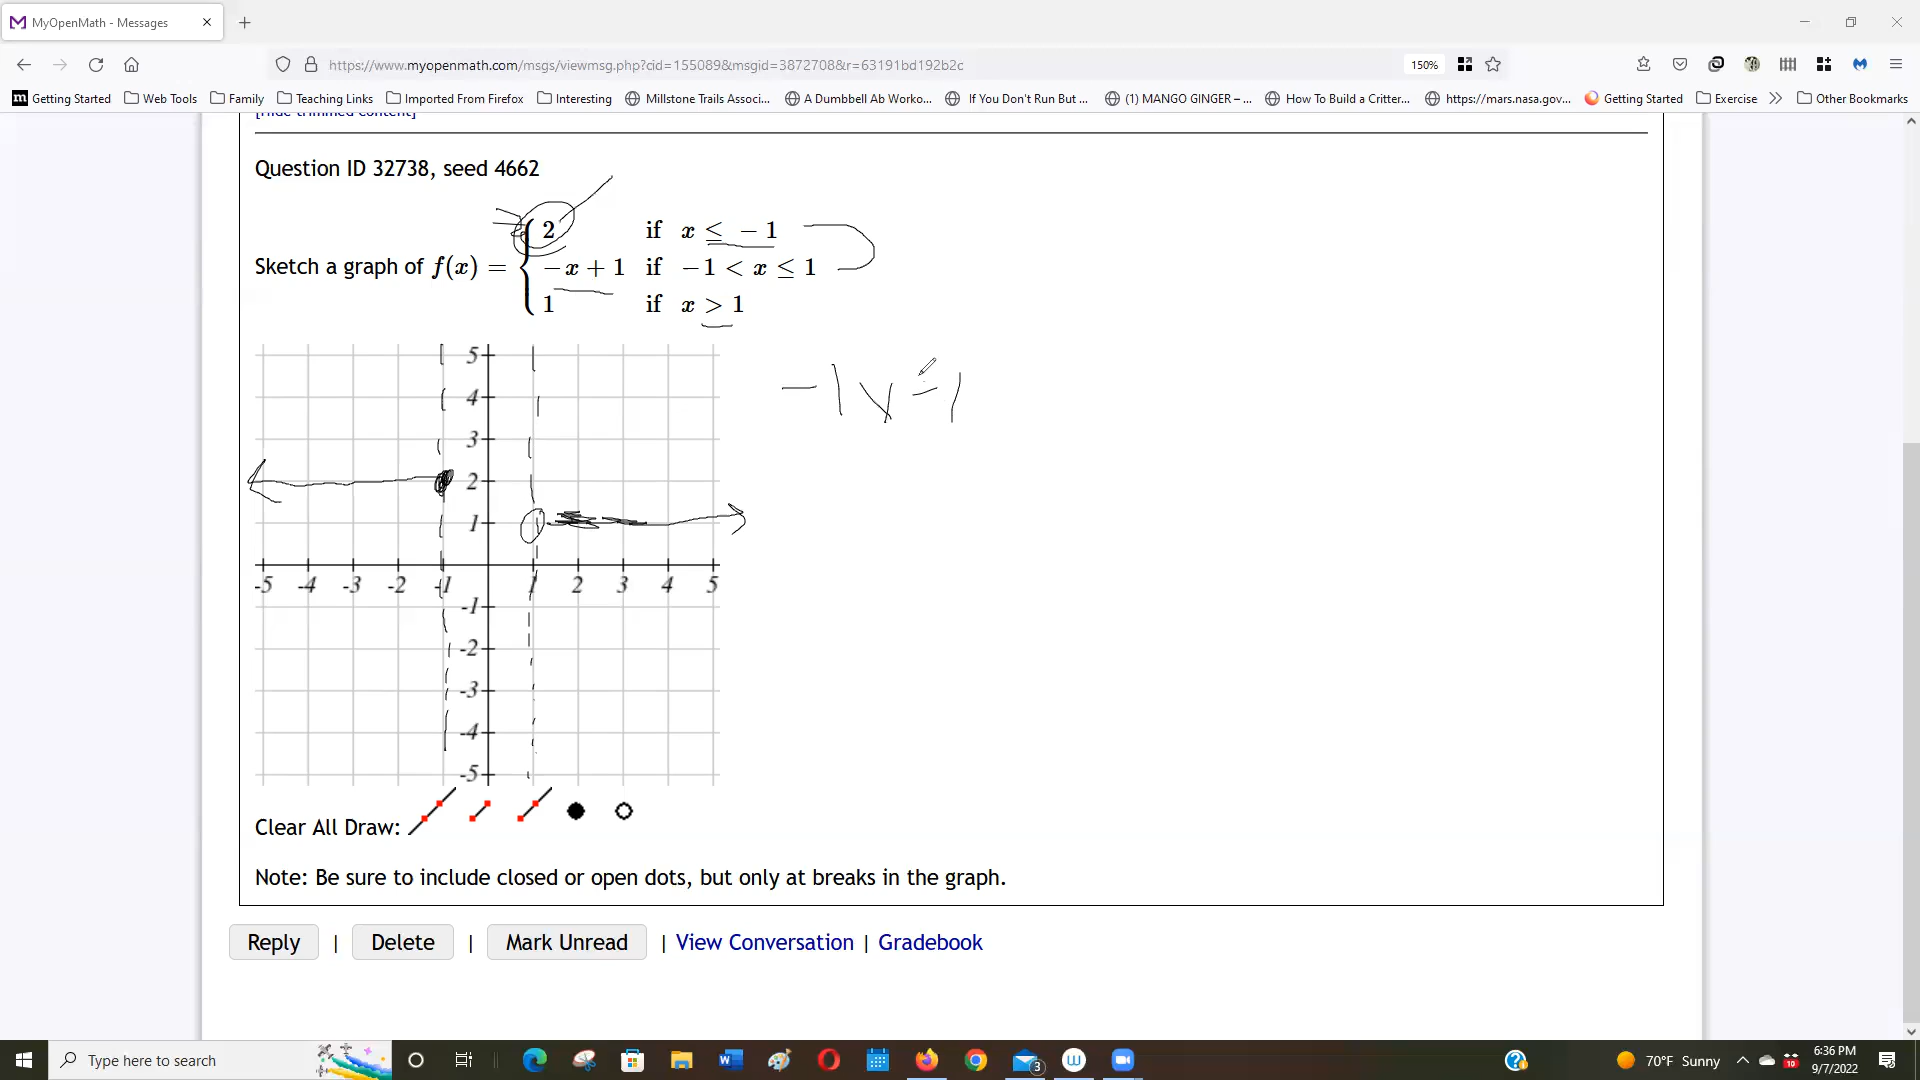 MyOpenMath - Messages
https://www.myopenmath.com/msgs/viewmsg.php?cid=155089&msgid=3872708&r=63191bd192b2c
150%
Getting Started Web Tools Family Teaching Links Imported From Firefox Interesting Millstone Trails Associ... A Dumbbell Ab Worko... If You Don't Run But ... (1) MANGO GINGER – ... How To Build a Critter... https://mars.nasa.gov... Getting Started Exercise Other Bookmarks
[Hide trimmed content]
Question ID 32738, seed 4662
2 if x ≤ −1
Sketch a graph of f(x) = { −x + 1 if −1 < x ≤ 1
1 if x > 1
5
4
3
2
1
-5 -4 -3 -2 -1 1 2 3 4 5
-1
-2
-3
-4
-5
Clear All Draw:
Note: Be sure to include closed or open dots, but only at breaks in the graph.
Reply | Delete | Mark Unread | View Conversation | Gradebook
Type here to search
3
70°F Sunny
10
6:36 PM
9/7/2022